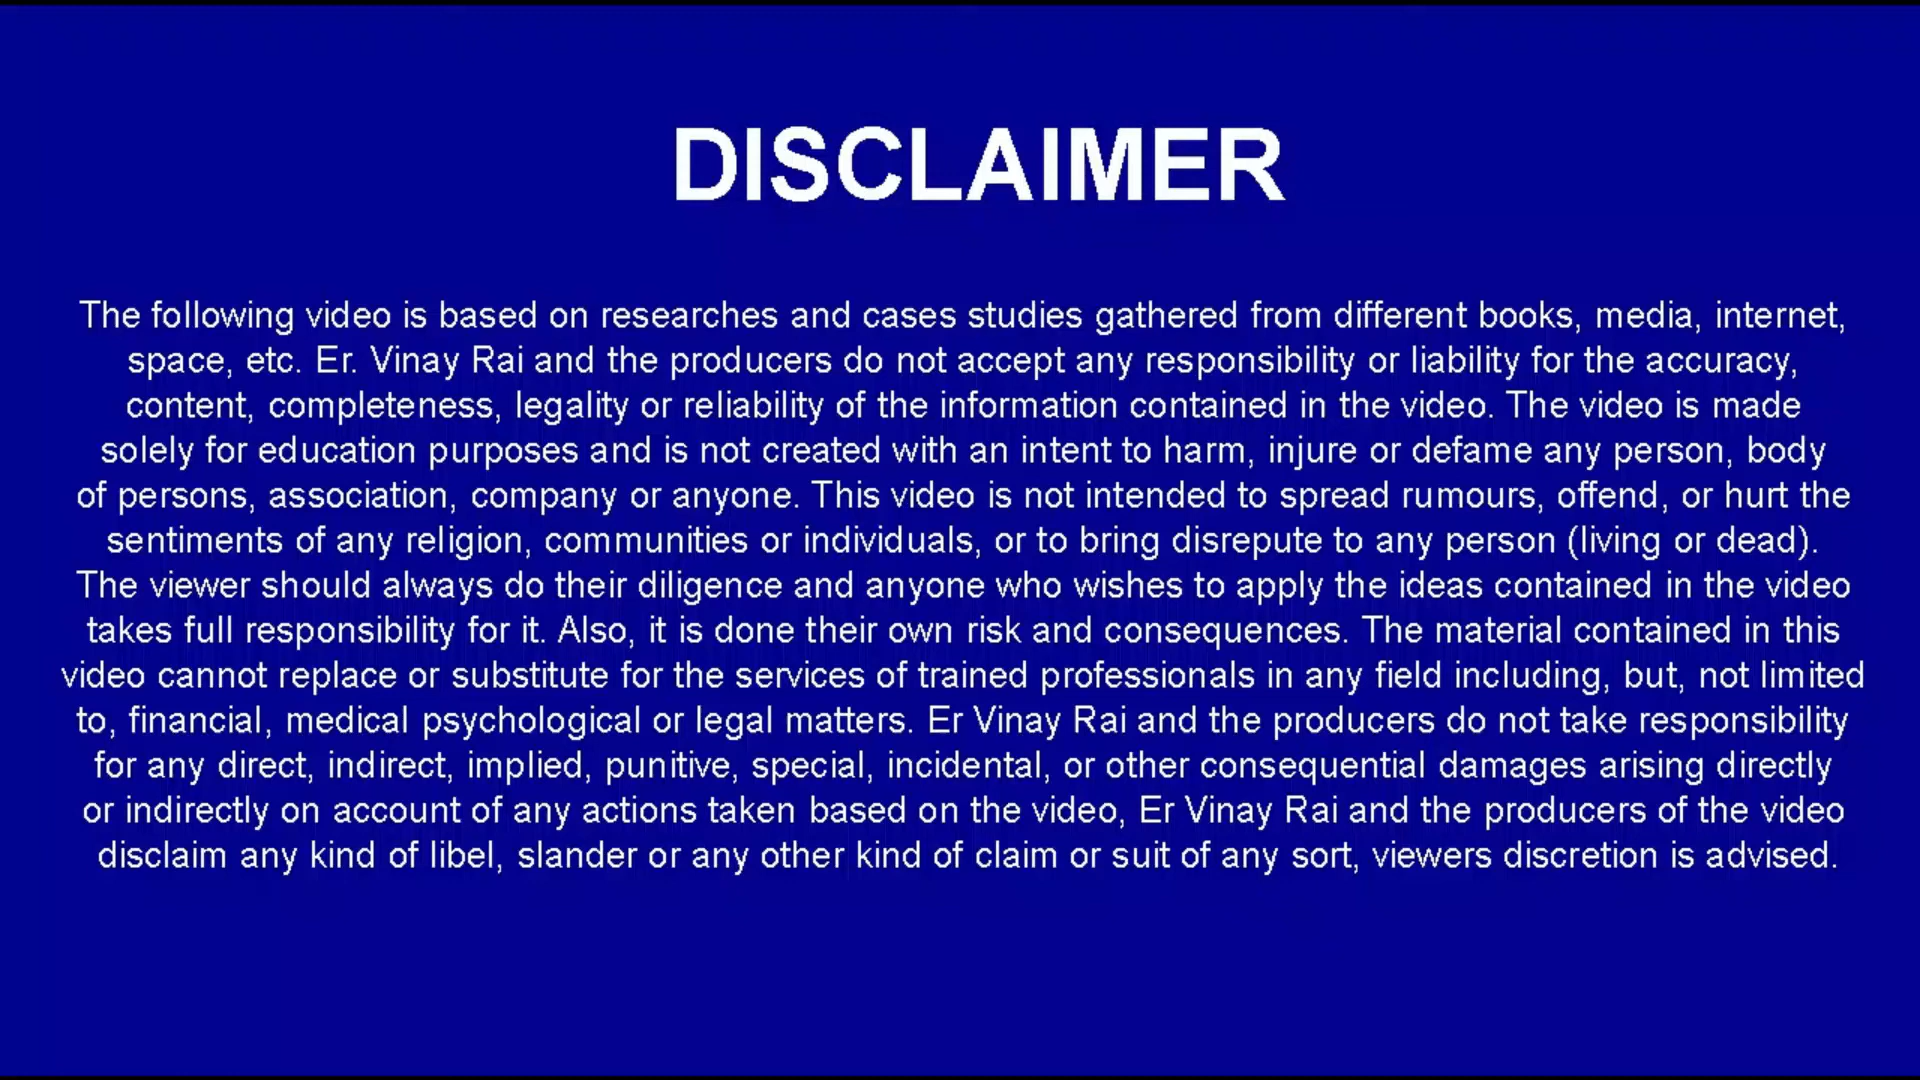 DISCLAIMER
The following video is based on researches and cases studies gathered from different books, media, internet,
space, etc. Er. Vinay Rai and the producers do not accept any responsibility or liability for the accuracy,
content, completeness, legality or reliability of the information contained in the video. The video is made
solely for education purposes and is not created with an intent to harm, injure or defame any person, body
of persons, association, company or anyone. This video is not intended to spread rumours, offend, or hurt the
sentiments of any religion, communities or individuals, or to bring disrepute to any person (living or dead).
The viewer should always do their diligence and anyone who wishes to apply the ideas contained in the video
takes full responsibility for it. Also, it is done their own risk and consequences. The material contained in this
video cannot replace or substitute for the services of trained professionals in any field including, but, not limited
to, financial, medical psychological or legal matters. Er Vinay Rai and the producers do not take responsibility
for any direct, indirect, implied, punitive, special, incidental, or other consequential damages arising directly
or indirectly on account of any actions taken based on the video, Er Vinay Rai and the producers of the video
disclaim any kind of libel, slander or any other kind of claim or suit of any sort, viewers discretion is advised.